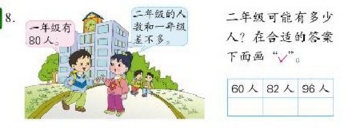 8.
一年级有
80人。
二年级的人
数和一年级
差不多。
二年级可能有多少
人？在合适的答案
下面画“✓”。
60人 82人 96人